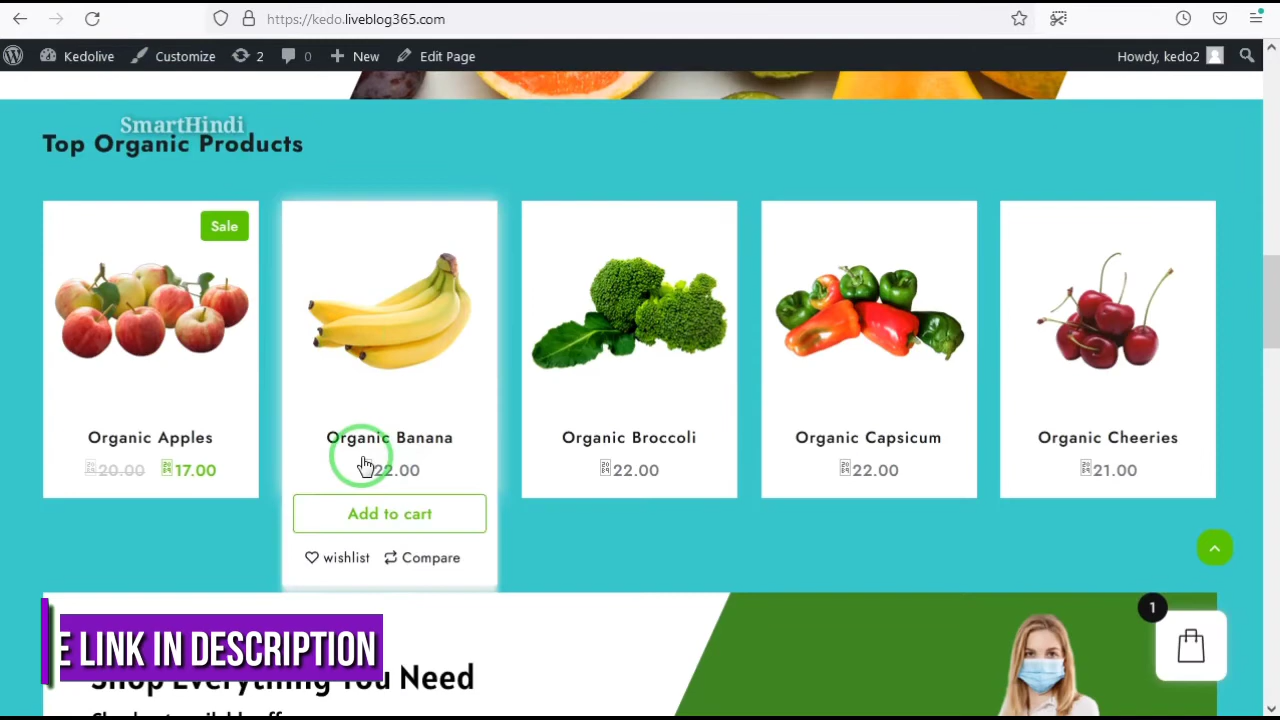 https://kedo.liveblog365.com
Kedolive Customize 2 0 New Edit Page Howdy, kedo2
SmartHindi
Top Organic Products
Sale
Organic Apples
20.00 17.00
Organic Banana
22.00
Add to cart
wishlist Compare
Organic Broccoli
22.00
Organic Capsicum
22.00
Organic Cheeries
21.00
1
E LINK IN DESCRIPTION
Shop Everything You Need